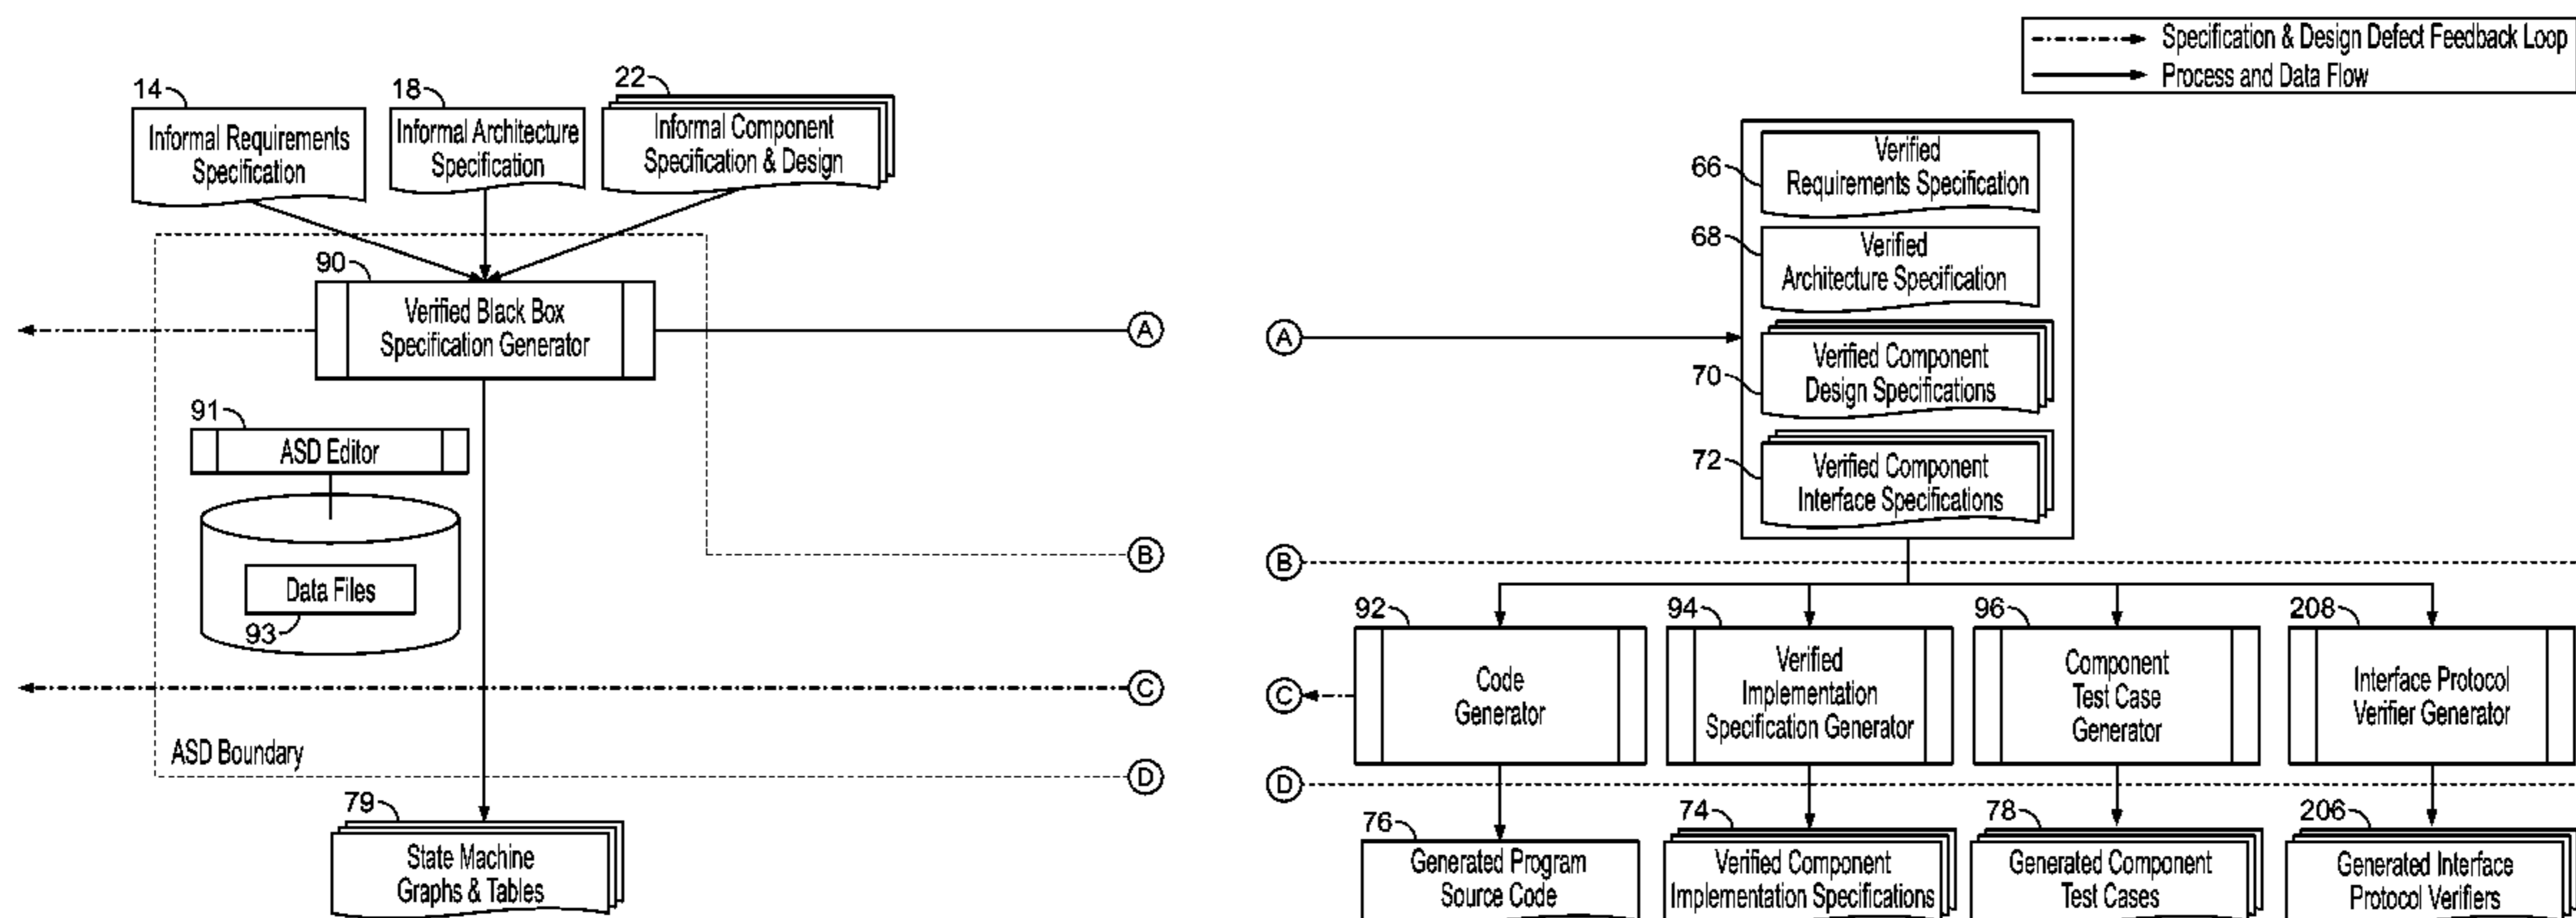 Specification & Design Defect Feedback Loop
Process and Data Flow
14
Informal Requirements
Specification
18
Informal Architecture
Specification
22
Informal Component
Specification & Design
90
Verified Black Box
Specification Generator
A
91
ASD Editor
B
Data Files
93
C
ASD Boundary
D
79
State Machine
Graphs & Tables
66
Verified
Requirements Specification
68
Verified
Architecture Specification
A
70
Verified Component
Design Specifications
72
Verified Component
Interface Specifications
B
92
Code
Generator
94
Verified
Implementation
Specification Generator
96
Component
Test Case
Generator
208
Interface Protocol
Verifier Generator
C
D
76
Generated Program
Source Code
74
Verified Component
Implementation Specifications
78
Generated Component
Test Cases
206
Generated Interface
Protocol Verifiers